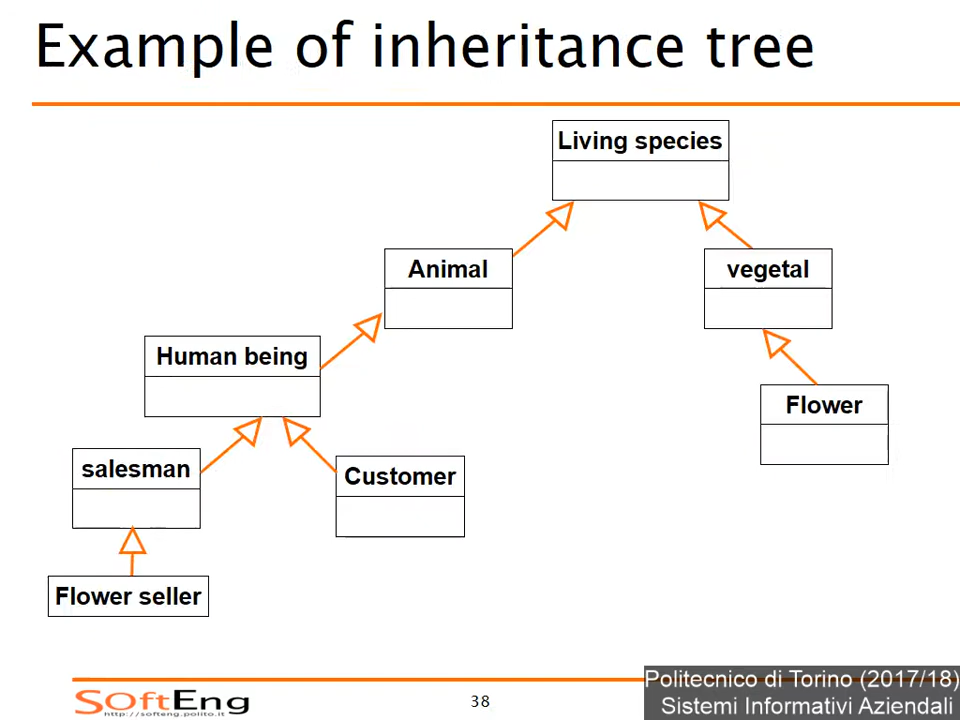 Example of inheritance tree
Living species
Animal
vegetal
Human being
Flower
salesman
Customer
Flower seller
SOftEng
http://softeng.polito.it
38
Politecnico di Torino (2017/18)
Sistemi Informativi Aziendali